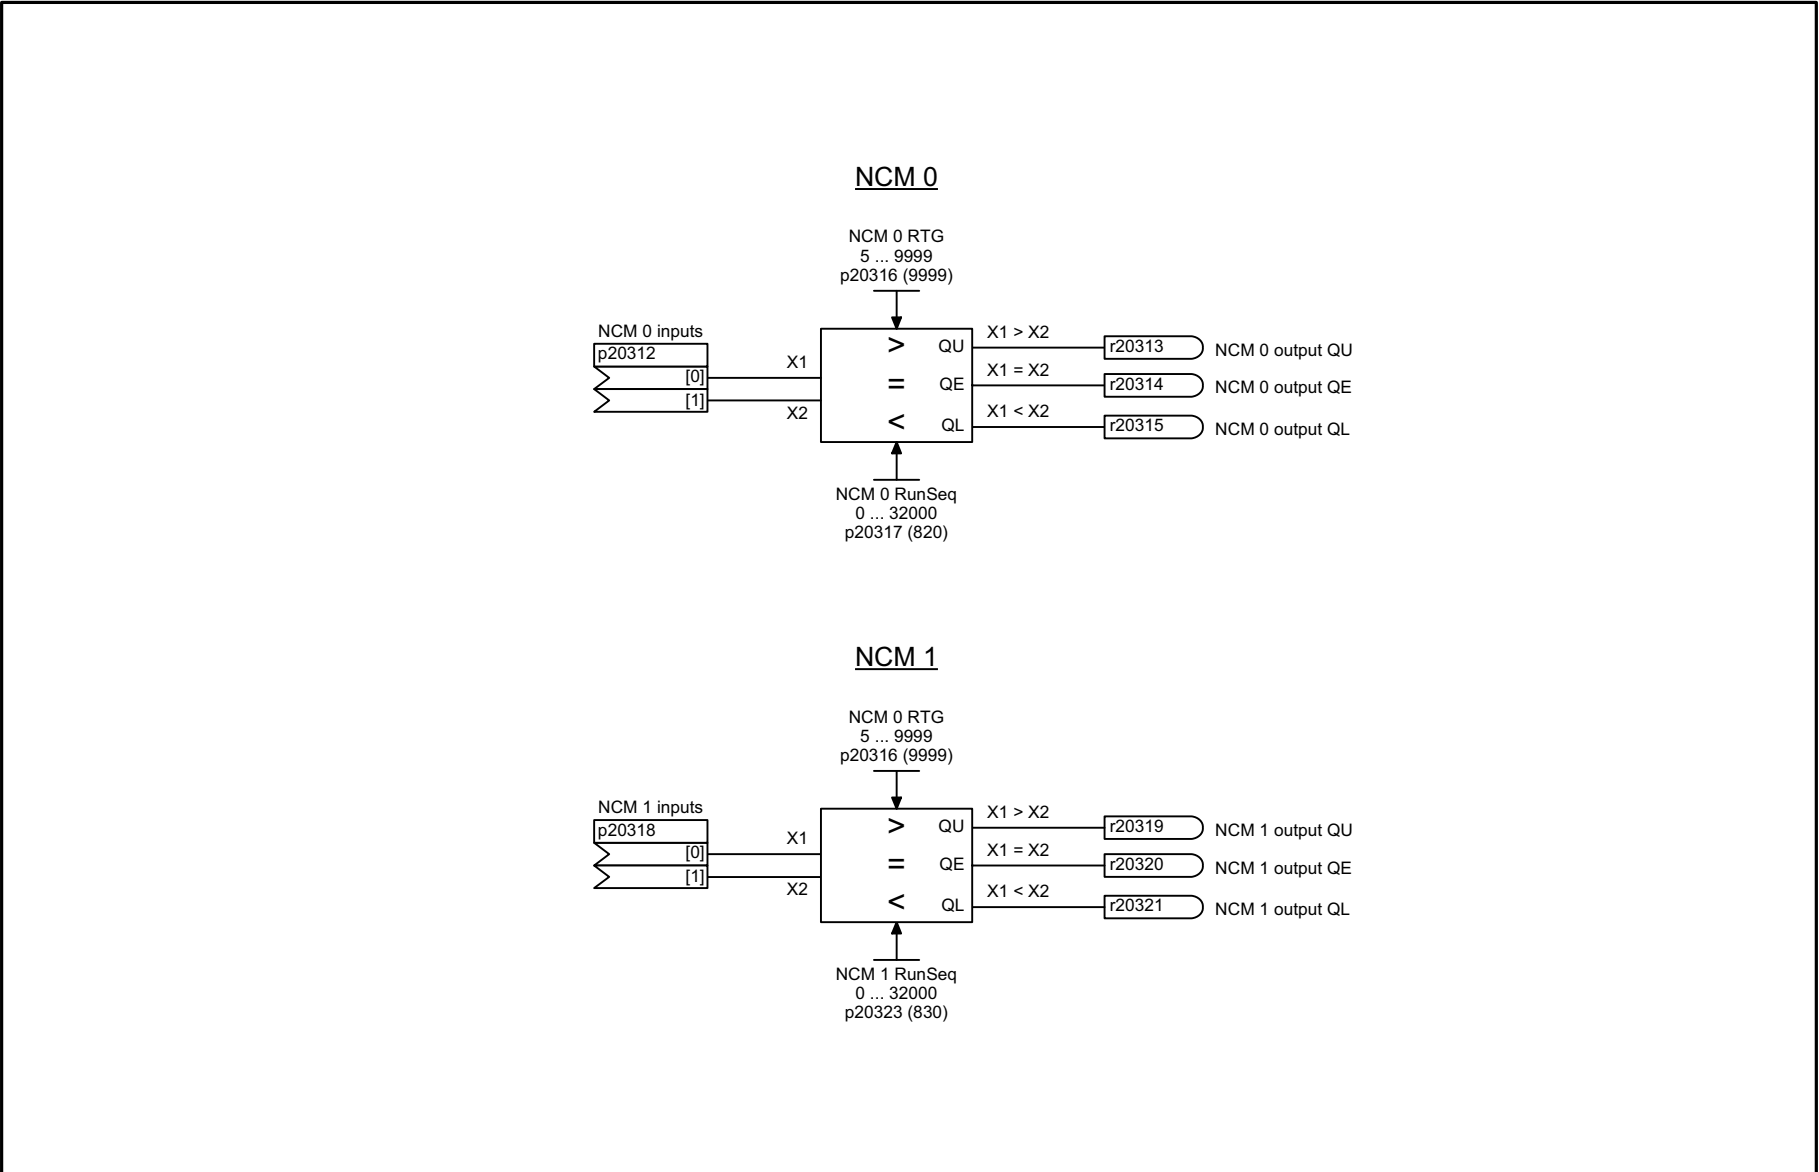 NCM 0
NCM 0 RTG
5 ... 9999
p20316 (9999)
NCM 0 inputs
p20312
[0]
[1]
X1
X2
>
=
<
QU
QE
QL
X1 > X2
X1 = X2
X1 < X2
r20313
NCM 0 output QU
r20314
NCM 0 output QE
r20315
NCM 0 output QL
NCM 0 RunSeq
0 ... 32000
p20317 (820)
NCM 1
NCM 0 RTG
5 ... 9999
p20316 (9999)
NCM 1 inputs
p20318
[0]
[1]
X1
X2
>
=
<
QU
QE
QL
X1 > X2
X1 = X2
X1 < X2
r20319
NCM 1 output QU
r20320
NCM 1 output QE
r20321
NCM 1 output QL
NCM 1 RunSeq
0 ... 32000
p20323 (830)